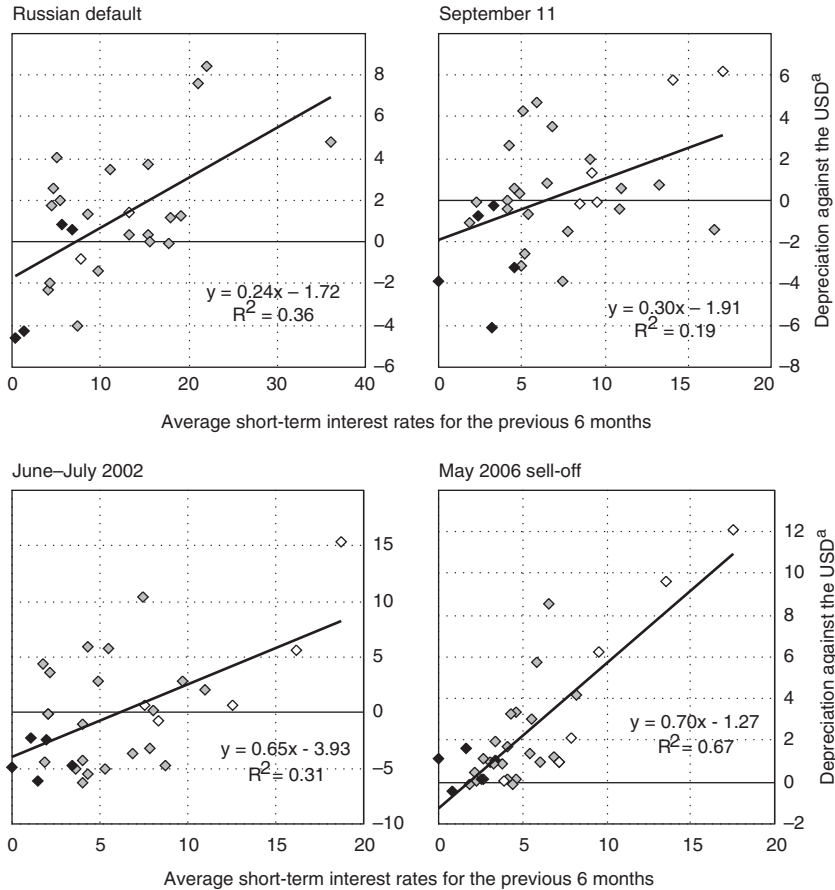 Russian default
8
6
4
2
0
−2
−4
−6
0 10 20 30 40
y = 0.24x − 1.72
R2 = 0.36
September 11
6
4
2
0
−2
−4
−6
−8
0 5 10 15 20
y = 0.30x − 1.91
R2 = 0.19
Depreciation against the USDa
Average short-term interest rates for the previous 6 months
June–July 2002
15
10
5
0
−5
−10
0 5 10 15 20
y = 0.65x - 3.93
R2 = 0.31
May 2006 sell-off
12
10
8
6
4
2
0
−2
0 5 10 15 20
y = 0.70x - 1.27
R2 = 0.67
Depreciation against the USDa
Average short-term interest rates for the previous 6 months